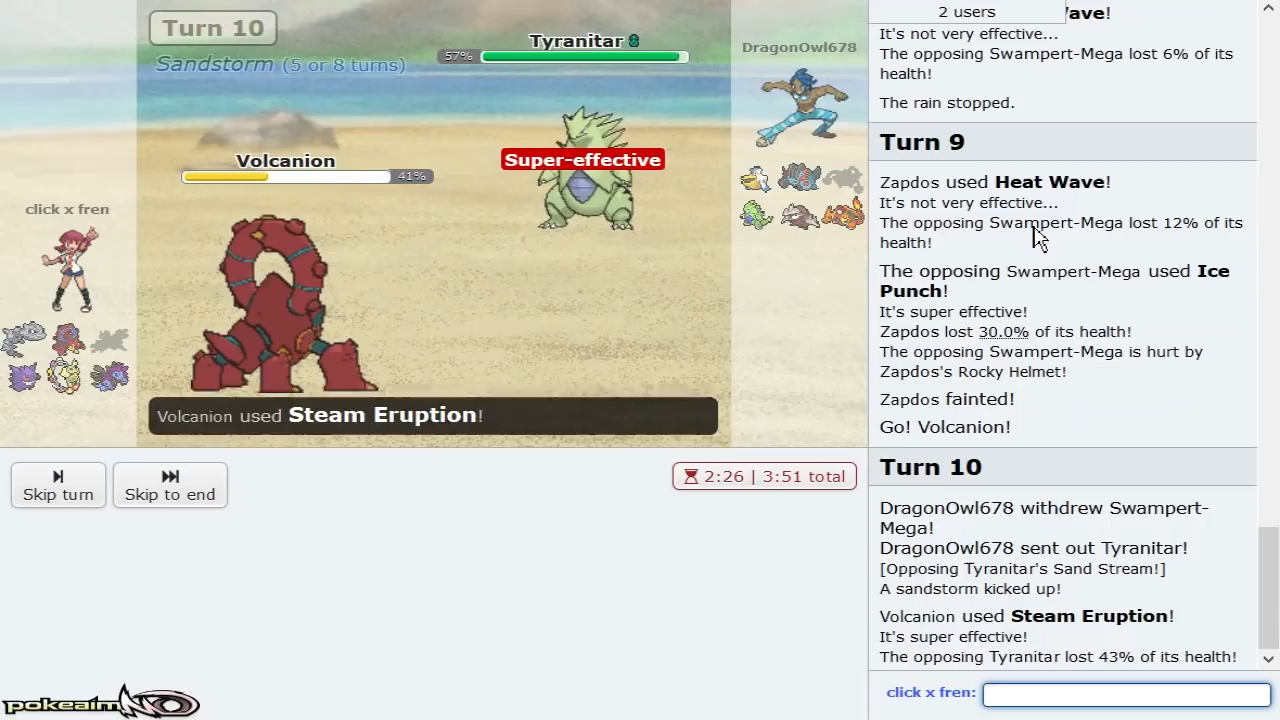 Turn 10
Sandstorm (5 or 8 turns)
Tyranitar
57%
DragonOwl678
Volcanion
41%
Super-effective
click x fren
Volcanion used Steam Eruption!
Skip turn
Skip to end
2:26 | 3:51 total
pokeaimMD
2 users
Wave!
It's not very effective...
The opposing Swampert-Mega lost 6% of its
health!
The rain stopped.
Turn 9
Zapdos used Heat Wave!
It's not very effective...
The opposing Swampert-Mega lost 12% of its
health!
The opposing Swampert-Mega used Ice
Punch!
It's super effective!
Zapdos lost 30.0% of its health!
The opposing Swampert-Mega is hurt by
Zapdos's Rocky Helmet!
Zapdos fainted!
Go! Volcanion!
Turn 10
DragonOwl678 withdrew Swampert-
Mega!
DragonOwl678 sent out Tyranitar!
[Opposing Tyranitar's Sand Stream!]
A sandstorm kicked up!
Volcanion used Steam Eruption!
It's super effective!
The opposing Tyranitar lost 43% of its health!
click x fren: